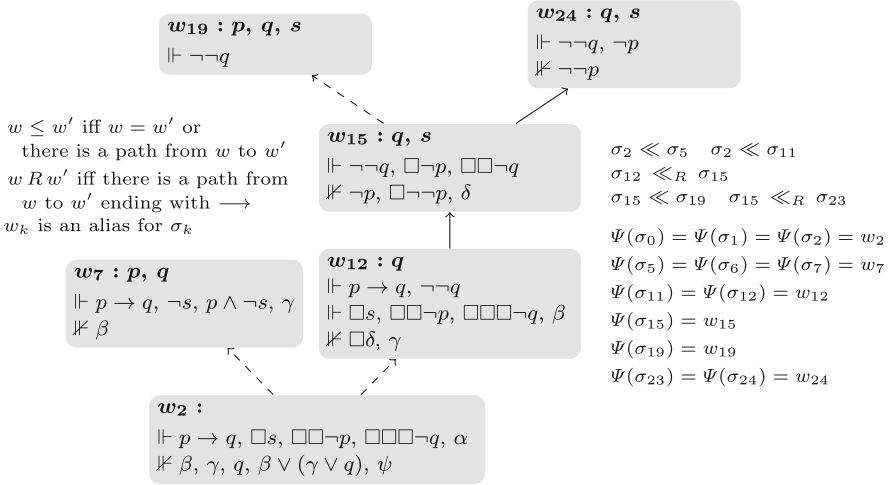 w₁₉ : p, q, s
⊩ ¬¬q
w₂₄ : q, s
⊩ ¬¬q, ¬p
⊮ ¬¬p
w ≤ w′ iff w = w′ or
there is a path from w to w′
w R w′ iff there is a path from
w to w′ ending with ⟶
wₖ is an alias for σₖ
w₁₅ : q, s
⊩ ¬¬q, □¬p, □□¬q
⊮ ¬p, □¬¬p, δ
w₇ : p, q
⊩ p → q, ¬s, p ∧ ¬s, γ
⊮ β
w₁₂ : q
⊩ p → q, ¬¬q
⊩ □s, □□¬p, □□□¬q, β
⊮ □δ, γ
w₂ :
⊩ p → q, □s, □□¬p, □□□¬q, α
⊮ β, γ, q, β ∨ (γ ∨ q), ψ
σ₂ ≪ σ₅ σ₂ ≪ σ₁₁
σ₁₂ ≪_R σ₁₅
σ₁₅ ≪ σ₁₉ σ₁₅ ≪_R σ₂₃
Ψ(σ₀) = Ψ(σ₁) = Ψ(σ₂) = w₂
Ψ(σ₅) = Ψ(σ₆) = Ψ(σ₇) = w₇
Ψ(σ₁₁) = Ψ(σ₁₂) = w₁₂
Ψ(σ₁₅) = w₁₅
Ψ(σ₁₉) = w₁₉
Ψ(σ₂₃) = Ψ(σ₂₄) = w₂₄